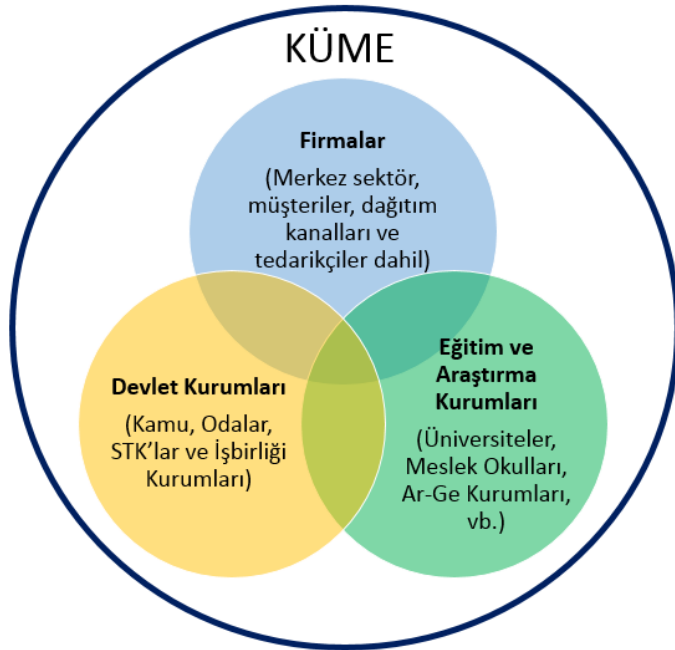 KÜME
Firmalar
(Merkez sektör,
müşteriler, dağıtım
kanalları ve
tedarikçiler dahil)
Devlet Kurumları
(Kamu, Odalar,
STK’lar ve İşbirliği
Kurumları)
Eğitim ve
Araştırma
Kurumları
(Üniversiteler,
Meslek Okulları,
Ar-Ge Kurumları,
vb.)